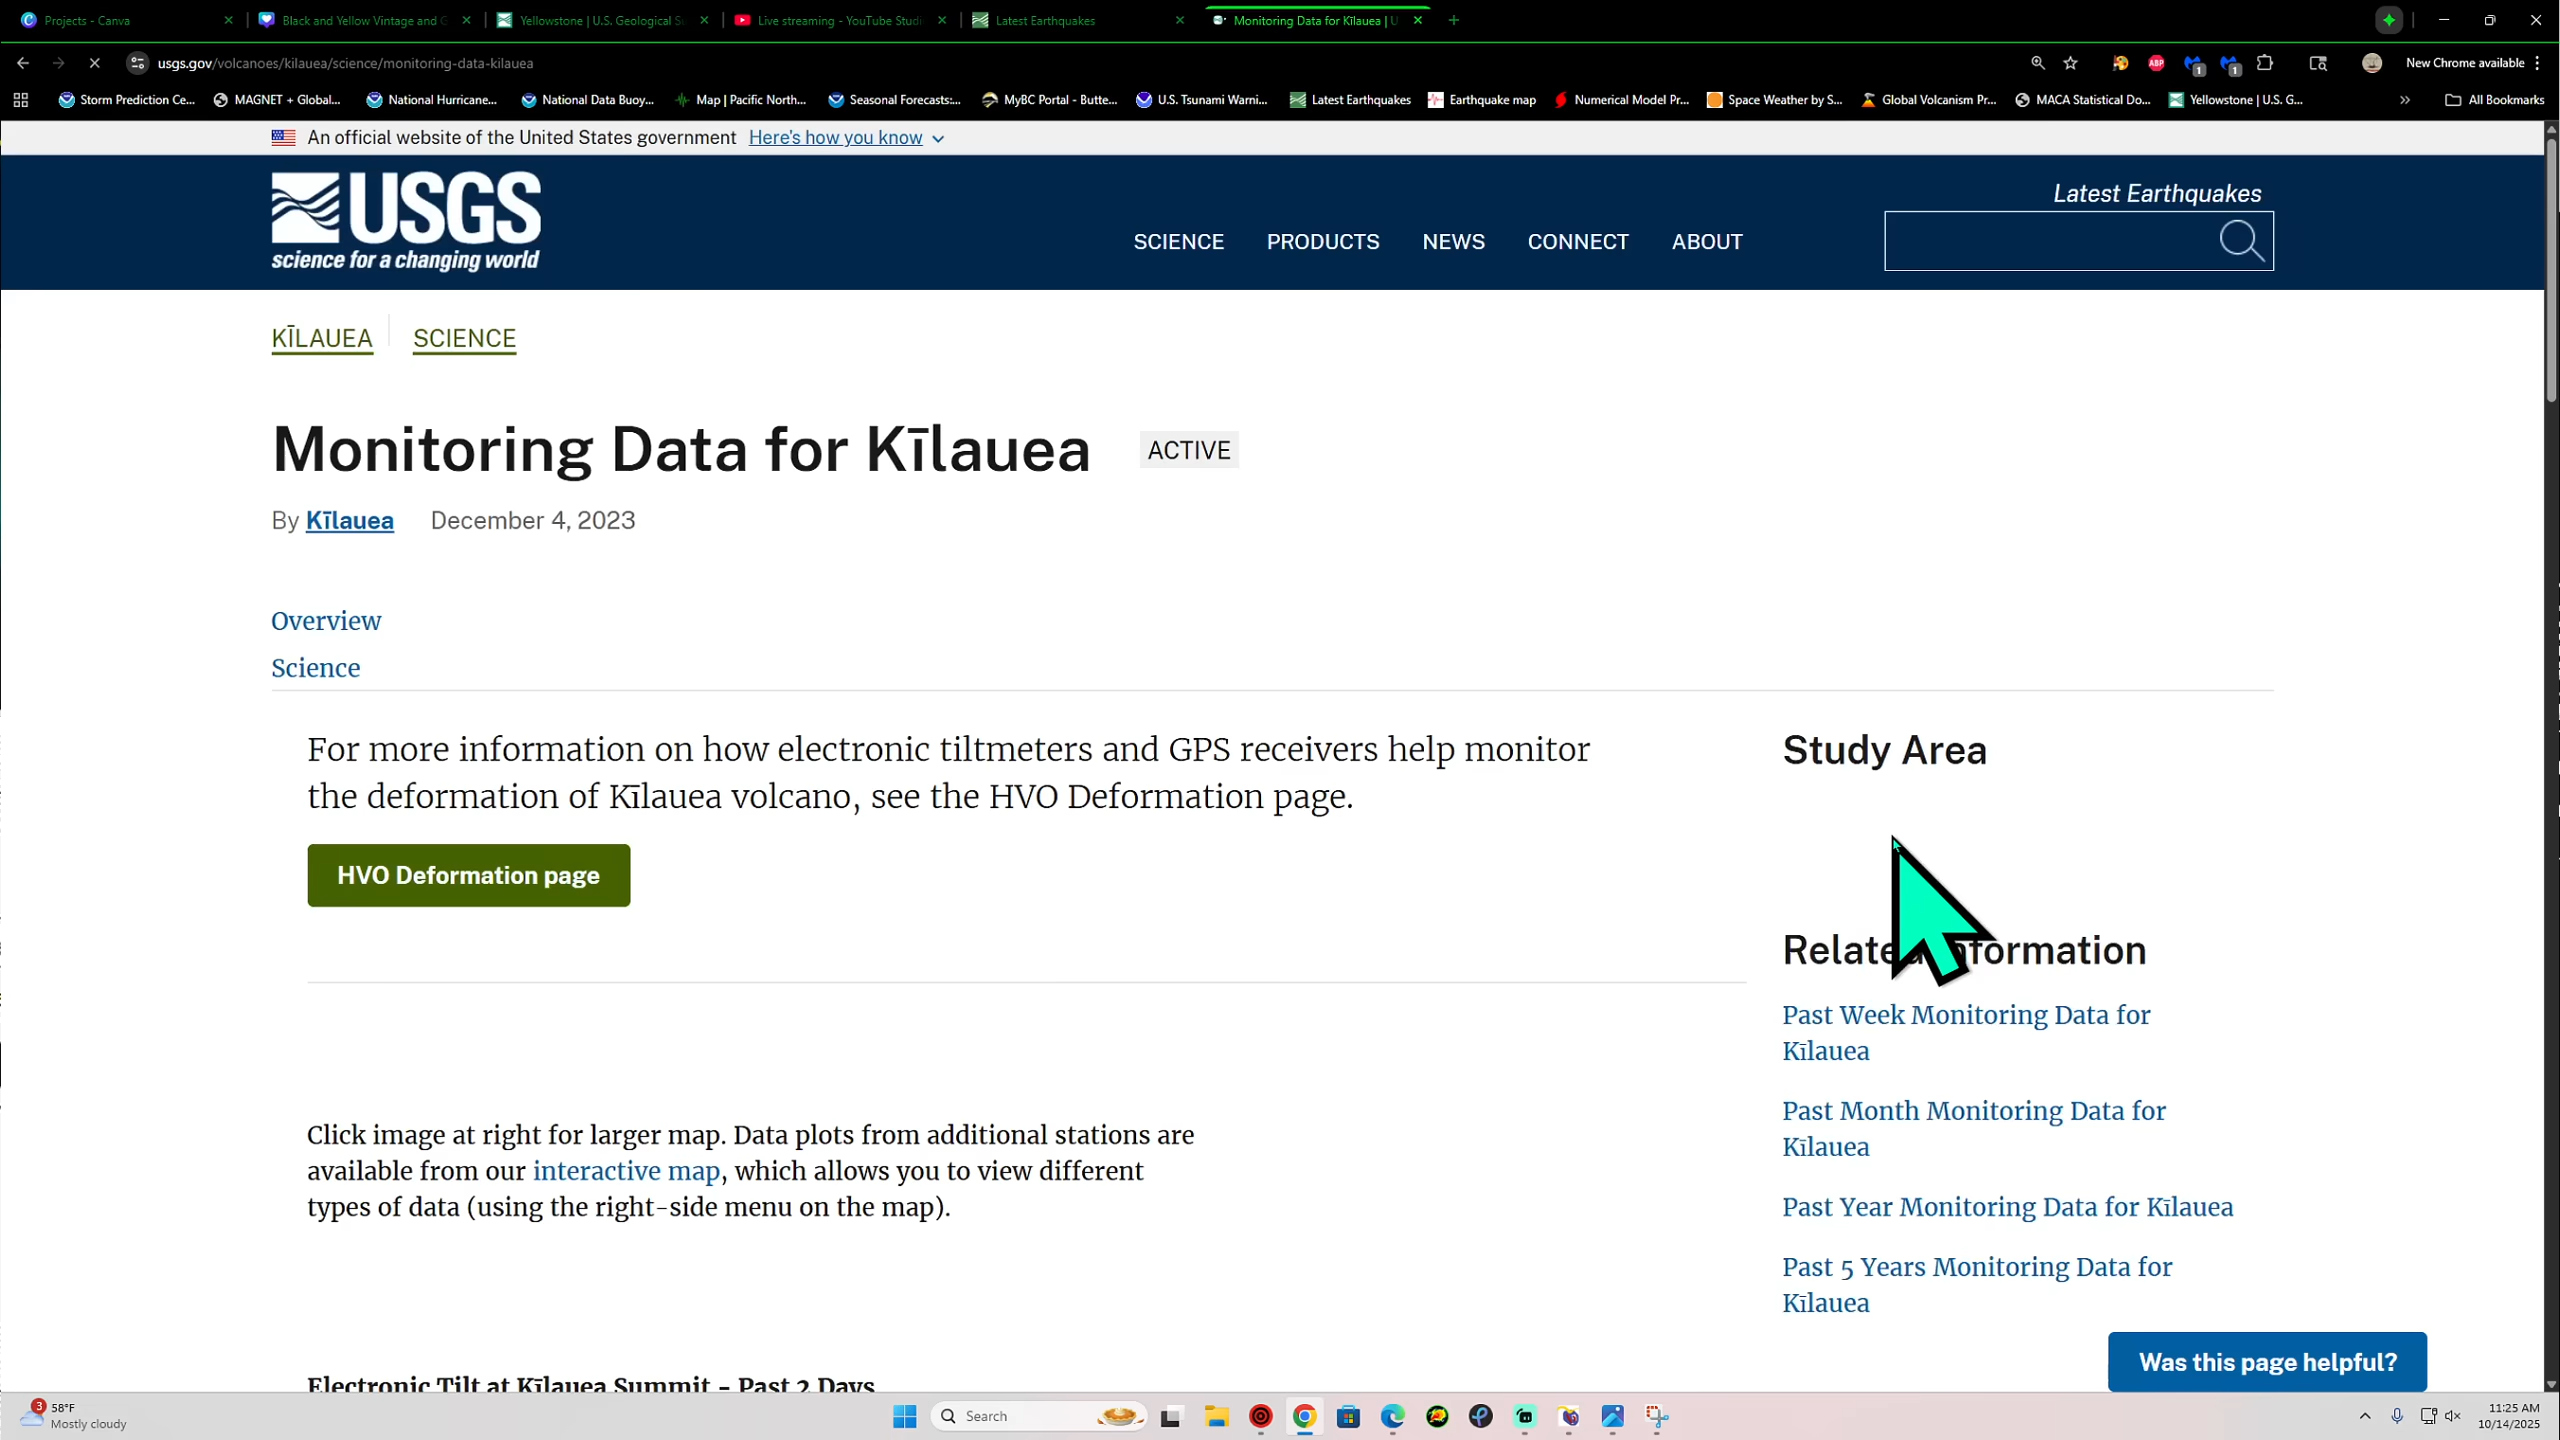 Projects - Canva
Black and Yellow Vintage and G
Yellowstone | U.S. Geological S
Live streaming - YouTube Studi
Latest Earthquakes
Monitoring Data for Kīlauea | U
usgs.gov/volcanoes/kilauea/science/monitoring-data-kilauea
ABP
1
1
New Chrome available
Storm Prediction Ce...
MAGNET + Global...
National Hurricane...
National Data Buoy...
Map | Pacific North...
Seasonal Forecasts:...
MyBC Portal - Butte...
U.S. Tsunami Warni...
Latest Earthquakes
Earthquake map
Numerical Model Pr...
Space Weather by S...
Global Volcanism Pr...
MACA Statistical Do...
Yellowstone | U.S. G...
All Bookmarks
An official website of the United States government Here's how you know
USGS
science for a changing world
Latest Earthquakes
SCIENCE
PRODUCTS
NEWS
CONNECT
ABOUT
KĪLAUEA
SCIENCE
Monitoring Data for Kīlauea
ACTIVE
By Kīlauea December 4, 2023
Overview
Science
For more information on how electronic tiltmeters and GPS receivers help monitor
the deformation of Kīlauea volcano, see the HVO Deformation page.
HVO Deformation page
Click image at right for larger map. Data plots from additional stations are
available from our interactive map, which allows you to view different
types of data (using the right-side menu on the map).
Electronic Tilt at Kīlauea Summit - Past 2 Days
Study Area
Related Information
Past Week Monitoring Data for
Kīlauea
Past Month Monitoring Data for
Kīlauea
Past Year Monitoring Data for Kīlauea
Past 5 Years Monitoring Data for
Kīlauea
Was this page helpful?
3
58°F
Mostly cloudy
Search
11:25 AM
10/14/2025